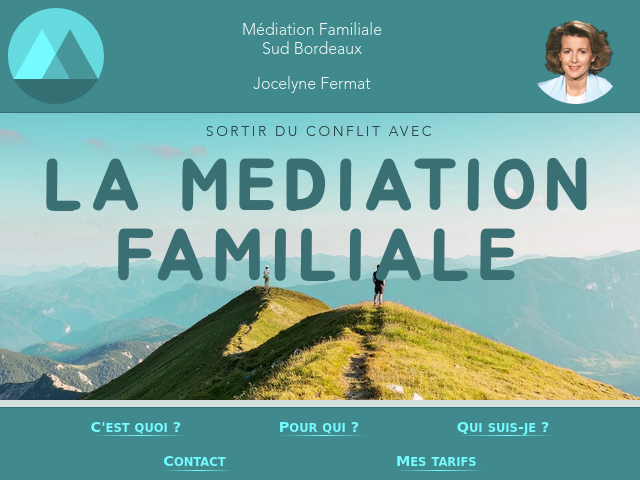 Médiation Familiale
Sud Bordeaux
Jocelyne Fermat
SORTIR DU CONFLIT AVEC
LA MEDIATION
FAMILIALE
C'EST QUOI ?
POUR QUI ?
QUI SUIS-JE ?
CONTACT
MES TARIFS